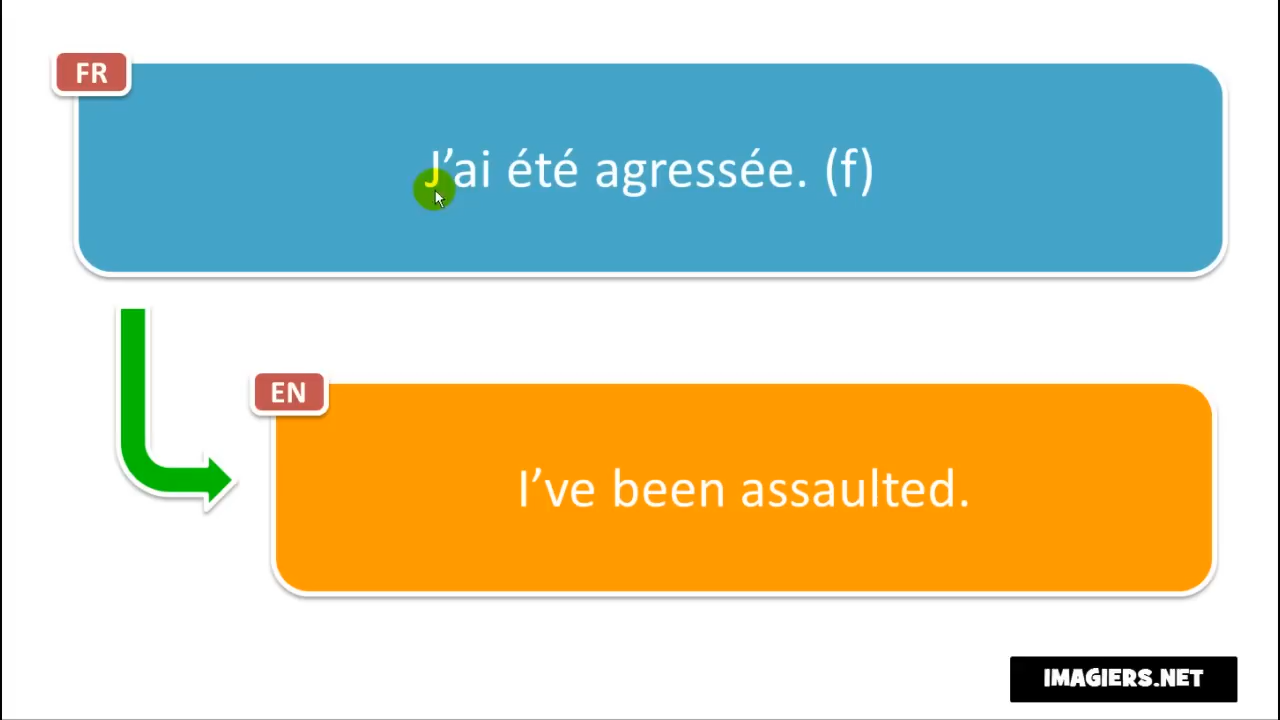 FR
J’ai été agressée. (f)
EN
I’ve been assaulted.
IMAGIERS.NET